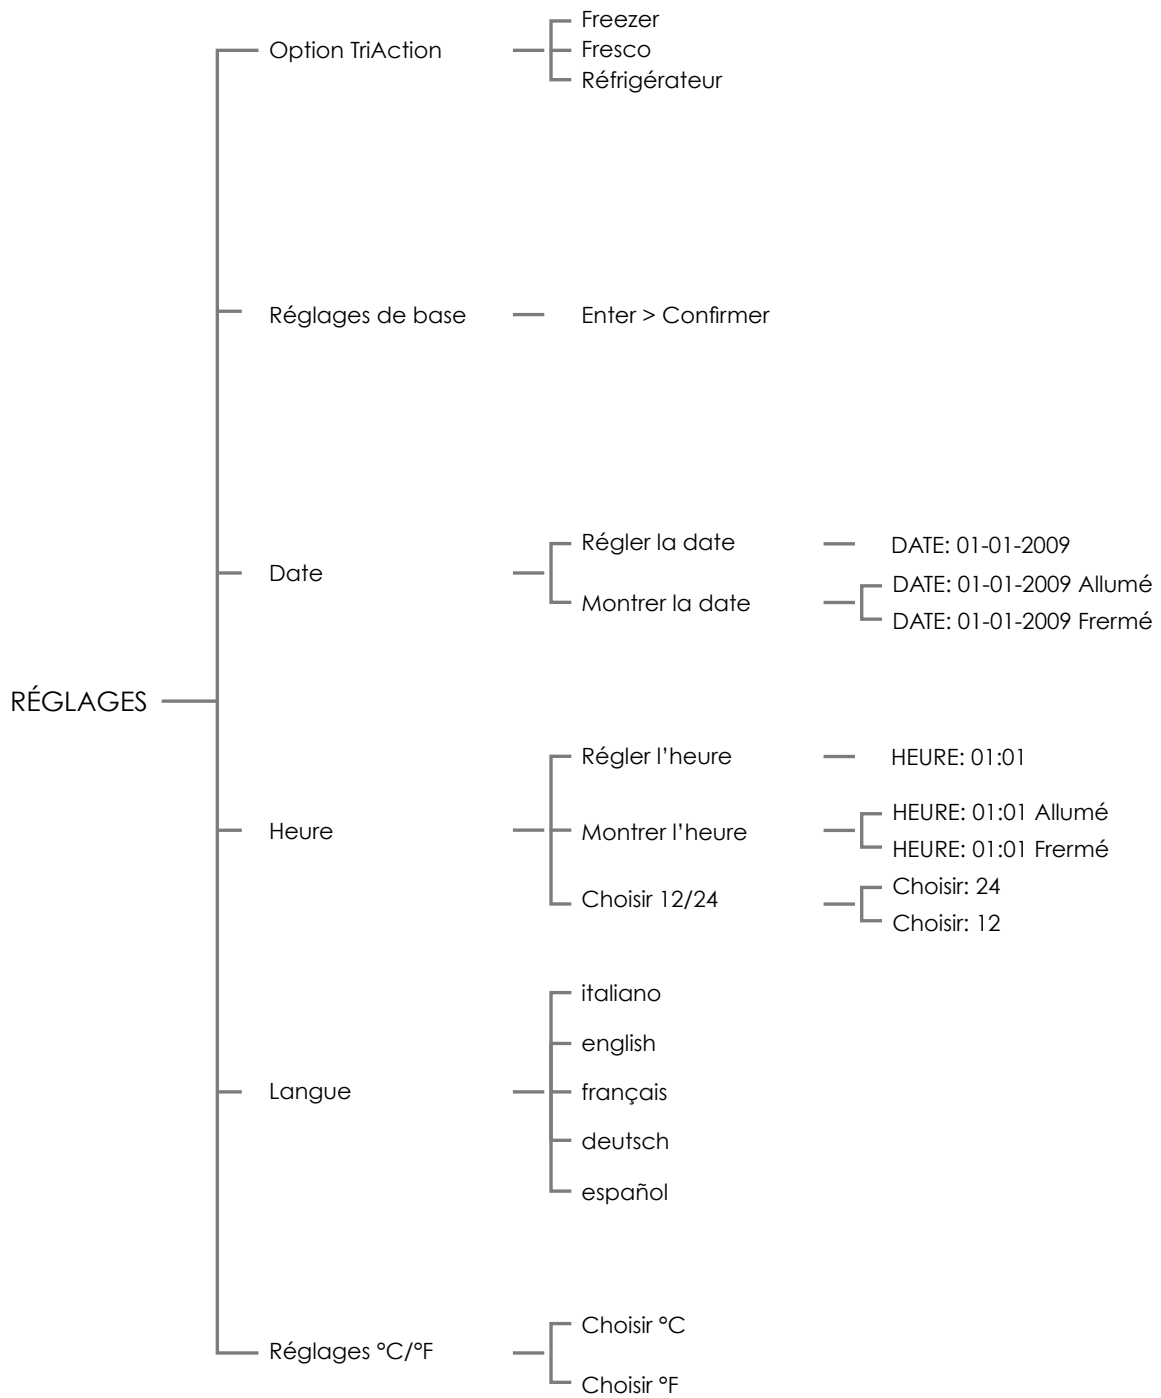 Option TriAction
Freezer
Fresco
Réfrigérateur
Réglages de base
Enter > Confirmer
Date
Régler la date
DATE: 01-01-2009
Montrer la date
DATE: 01-01-2009 Allumé
DATE: 01-01-2009 Frermé
RÉGLAGES
Heure
Régler l’heure
HEURE: 01:01
Montrer l’heure
HEURE: 01:01 Allumé
HEURE: 01:01 Frermé
Choisir 12/24
Choisir: 24
Choisir: 12
Langue
italiano
english
français
deutsch
español
Réglages °C/°F
Choisir °C
Choisir °F